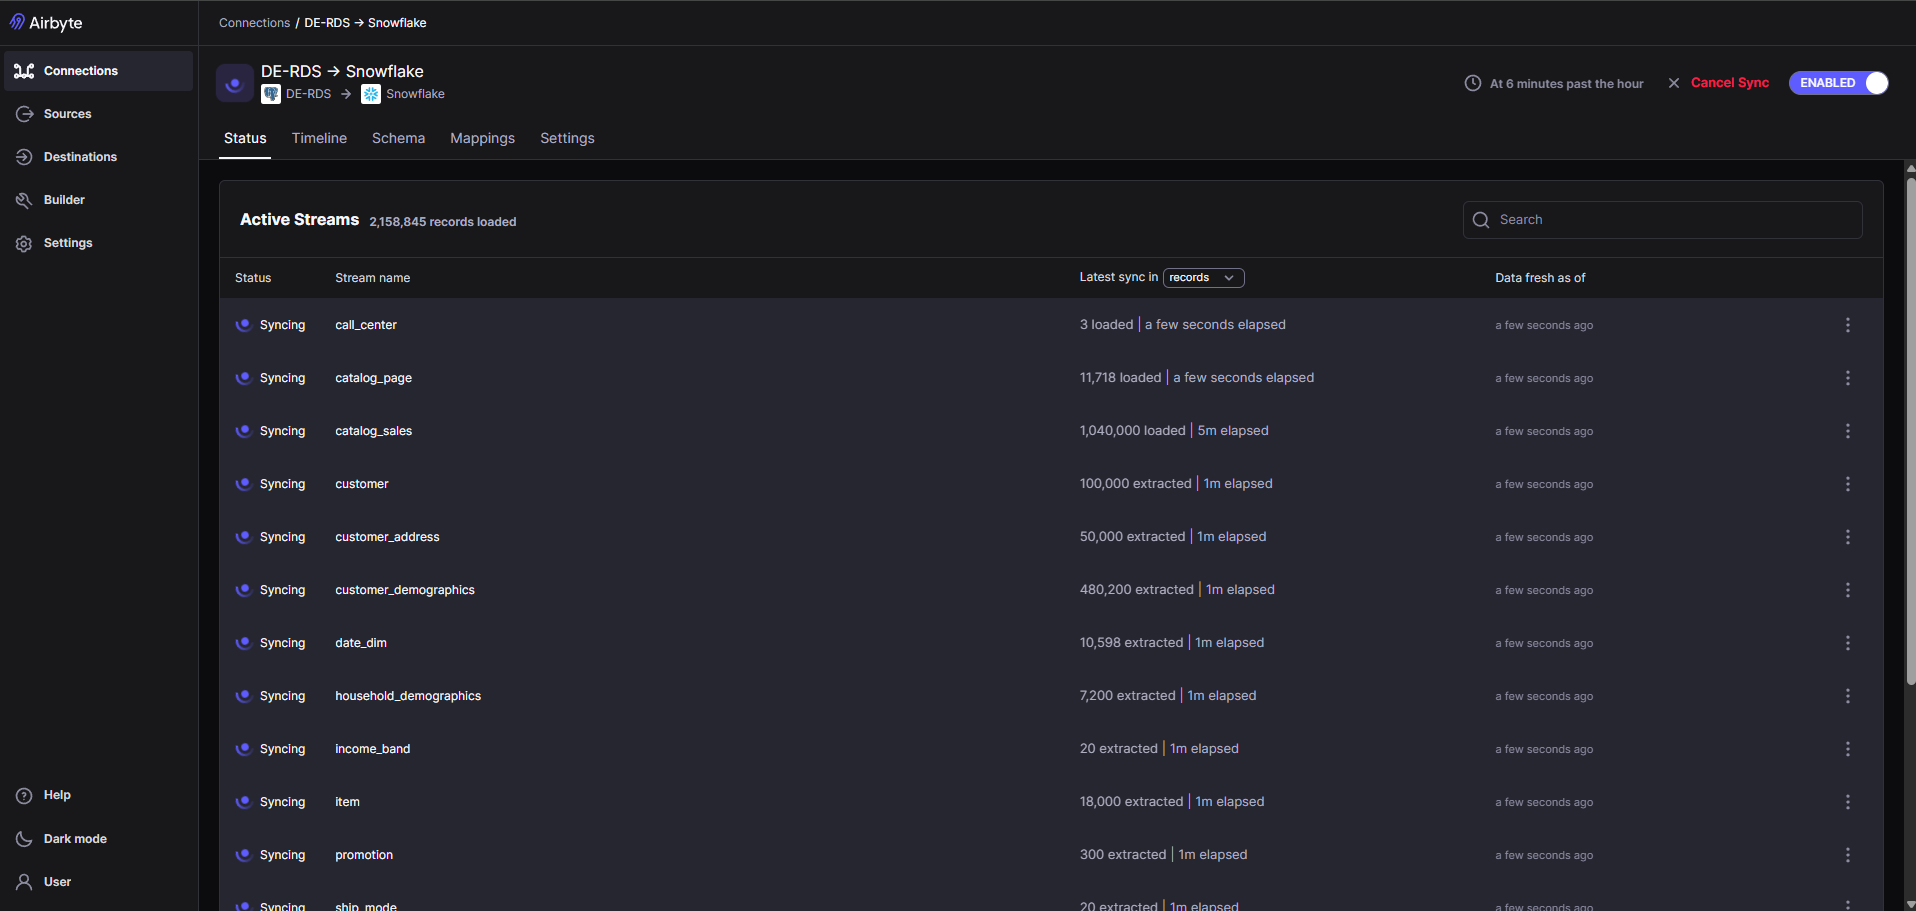 Airbyte
Connections / DE-RDS → Snowflake
Connections
Sources
Destinations
Builder
Settings
Help
Dark mode
User
DE-RDS → Snowflake
DE-RDS → Snowflake
At 6 minutes past the hour
Cancel Sync
ENABLED
Status Timeline Schema Mappings Settings
Active Streams 2,158,845 records loaded
Search
Status Stream name Latest sync in records Data fresh as of
Syncing call_center 3 loaded | a few seconds elapsed a few seconds ago
Syncing catalog_page 11,718 loaded | a few seconds elapsed a few seconds ago
Syncing catalog_sales 1,040,000 loaded | 5m elapsed a few seconds ago
Syncing customer 100,000 extracted | 1m elapsed a few seconds ago
Syncing customer_address 50,000 extracted | 1m elapsed a few seconds ago
Syncing customer_demographics 480,200 extracted | 1m elapsed a few seconds ago
Syncing date_dim 10,598 extracted | 1m elapsed a few seconds ago
Syncing household_demographics 7,200 extracted | 1m elapsed a few seconds ago
Syncing income_band 20 extracted | 1m elapsed a few seconds ago
Syncing item 18,000 extracted | 1m elapsed a few seconds ago
Syncing promotion 300 extracted | 1m elapsed a few seconds ago
Syncing ship_mode 20 extracted | 1m elapsed a few seconds ago